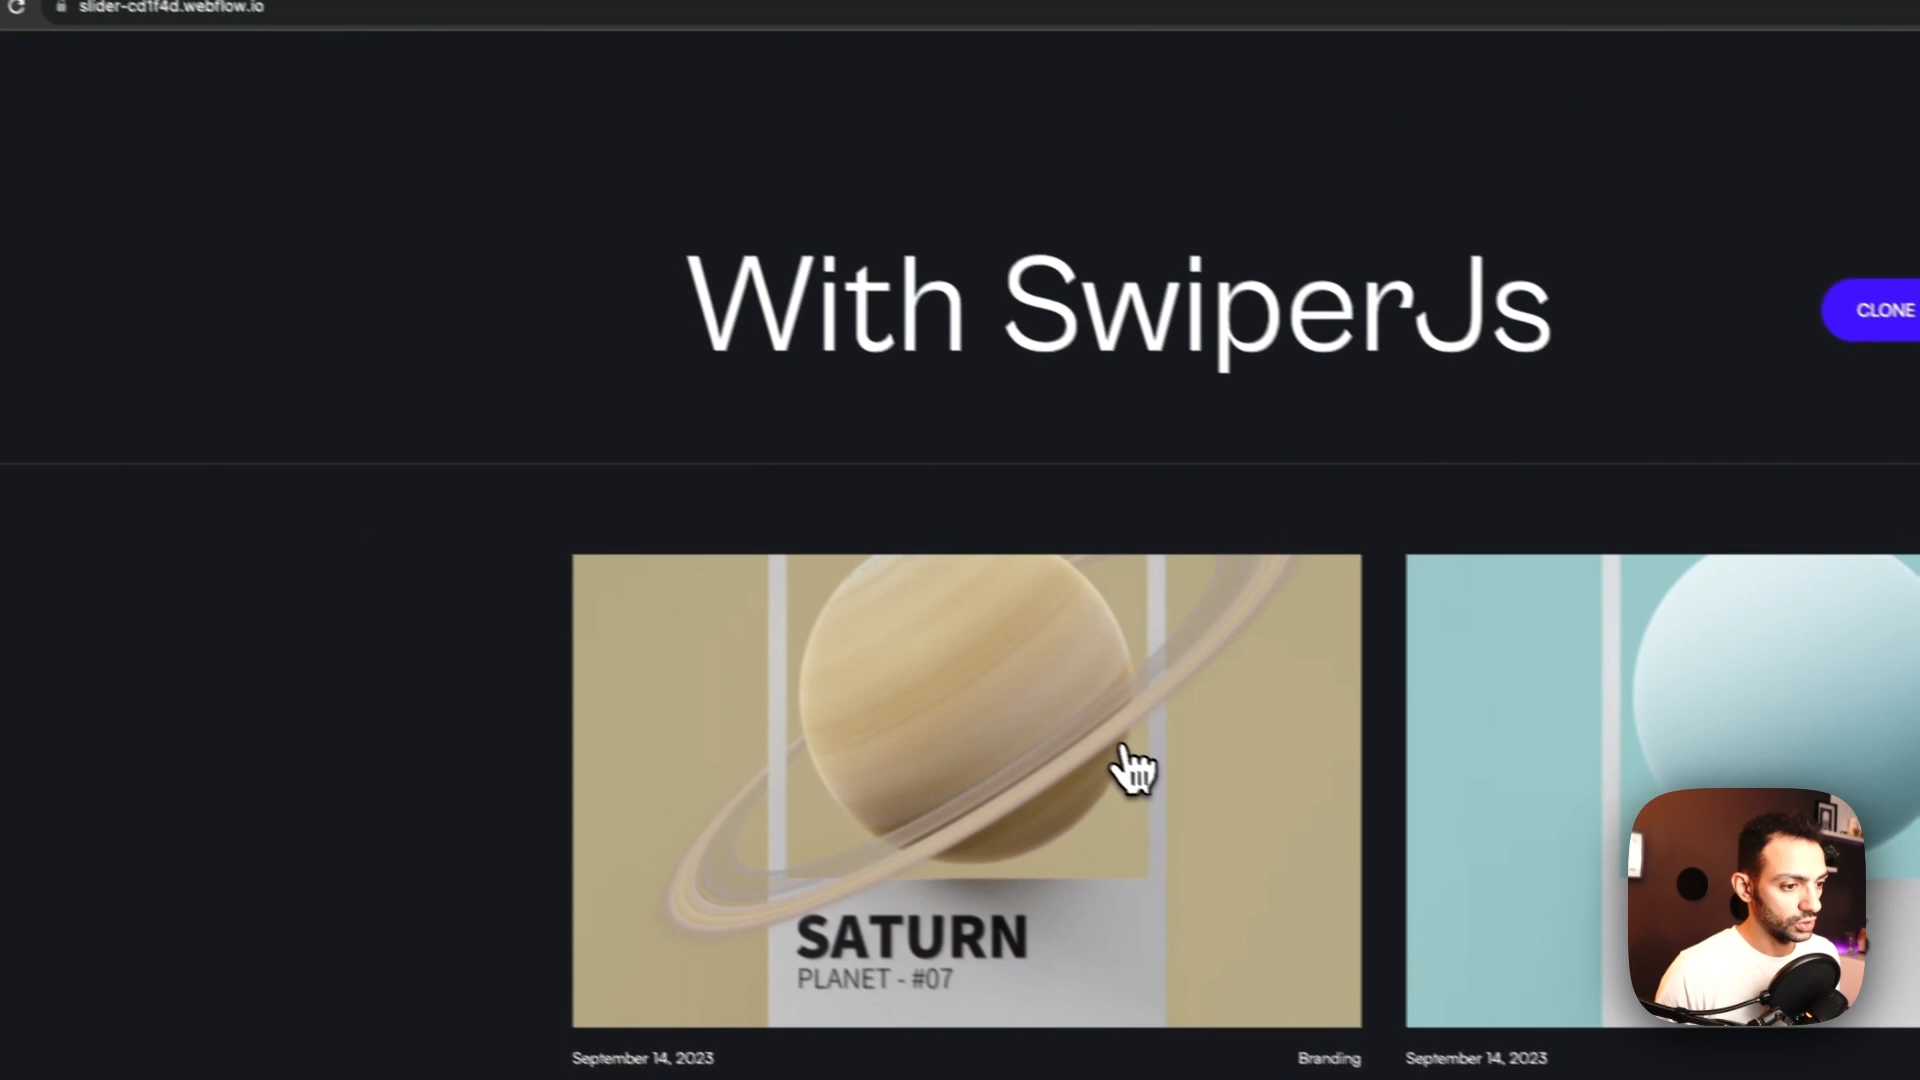 slider-cd1f4d.webflow.io
With SwiperJs
CLONE
SATURN
PLANET - #07
September 14, 2023
Branding
September 14, 2023